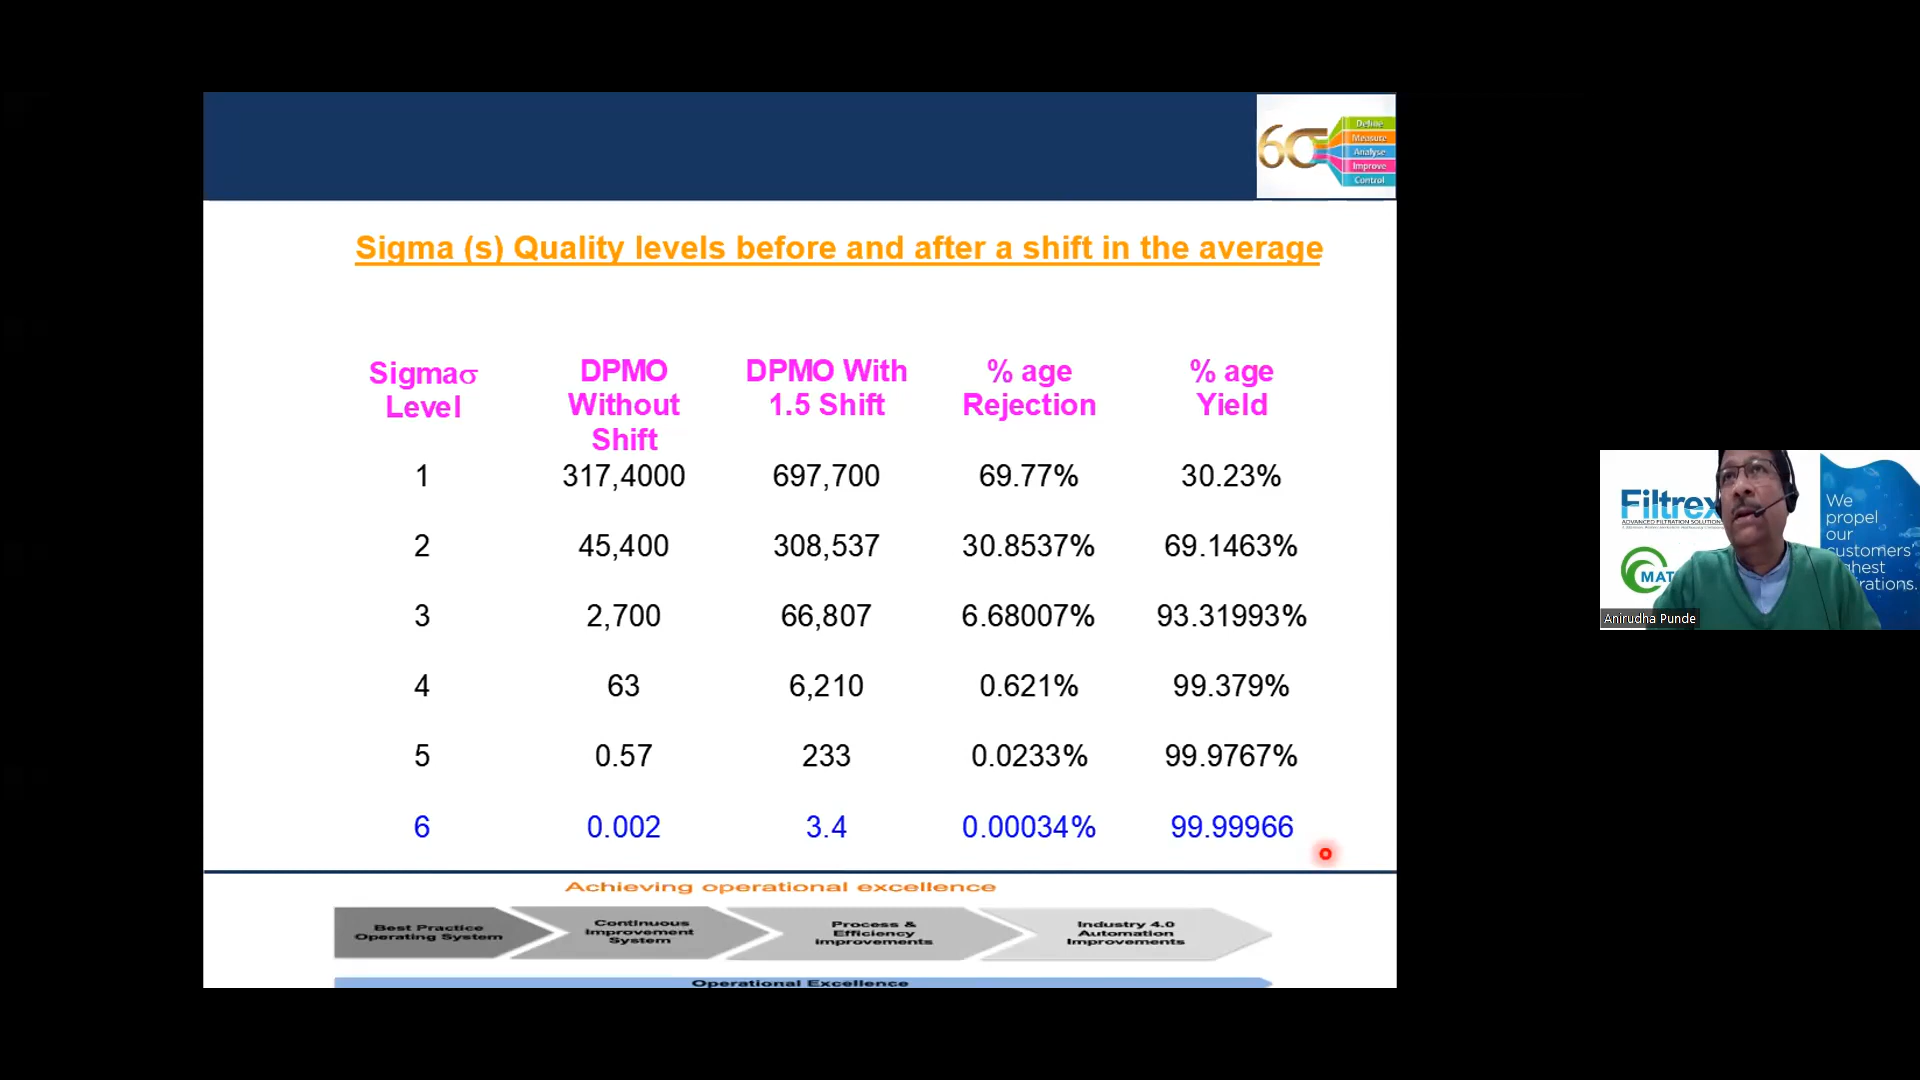 6σ
Define
Measure
Analyse
Improve
Control
Sigma (s) Quality levels before and after a shift in the average
Sigmaσ Level
DPMO Without Shift
DPMO With 1.5 Shift
% age Rejection
% age Yield
1 317,4000 697,700 69.77% 30.23%
2 45,400 308,537 30.8537% 69.1463%
3 2,700 66,807 6.68007% 93.31993%
4 63 6,210 0.621% 99.379%
5 0.57 233 0.0233% 99.9767%
6 0.002 3.4 0.00034% 99.99966
Achieving operational excellence
Best Practice
Operating System
Continuous
Improvement
System
Process &
Efficiency
improvements
Industry 4.0
Automation
Improvements
Operational Excellence
Filtrex
ADVANCED FILTRATION SOLUTION
MAT
We
propel
our
customers'
ghest
irations.
Anirudha Punde